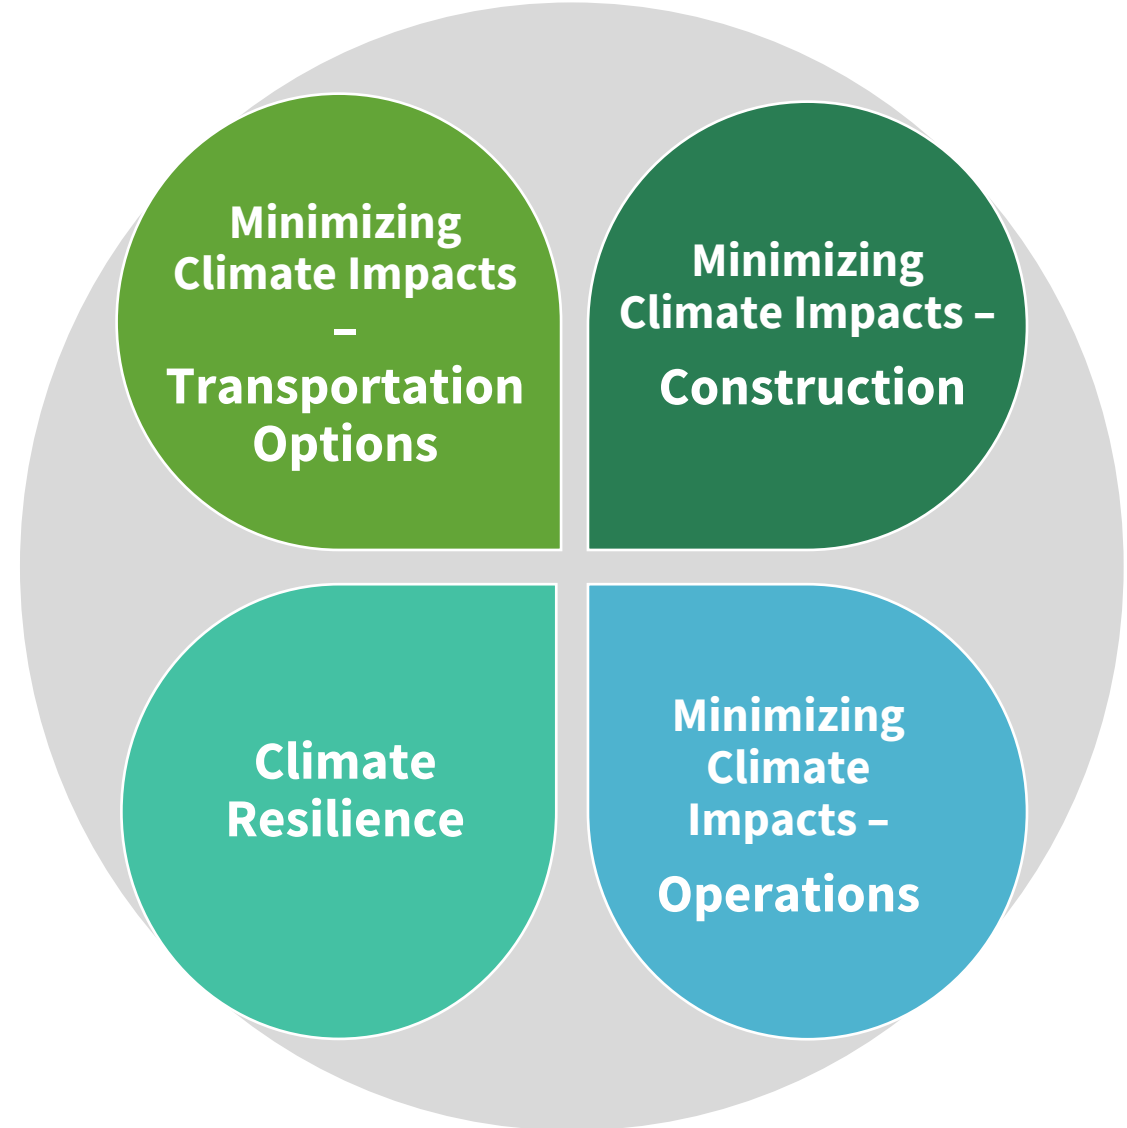 Minimizing
Climate Impacts
–
Transportation
Options
Minimizing
Climate Impacts –
Construction
Climate
Resilience
Minimizing
Climate
Impacts –
Operations